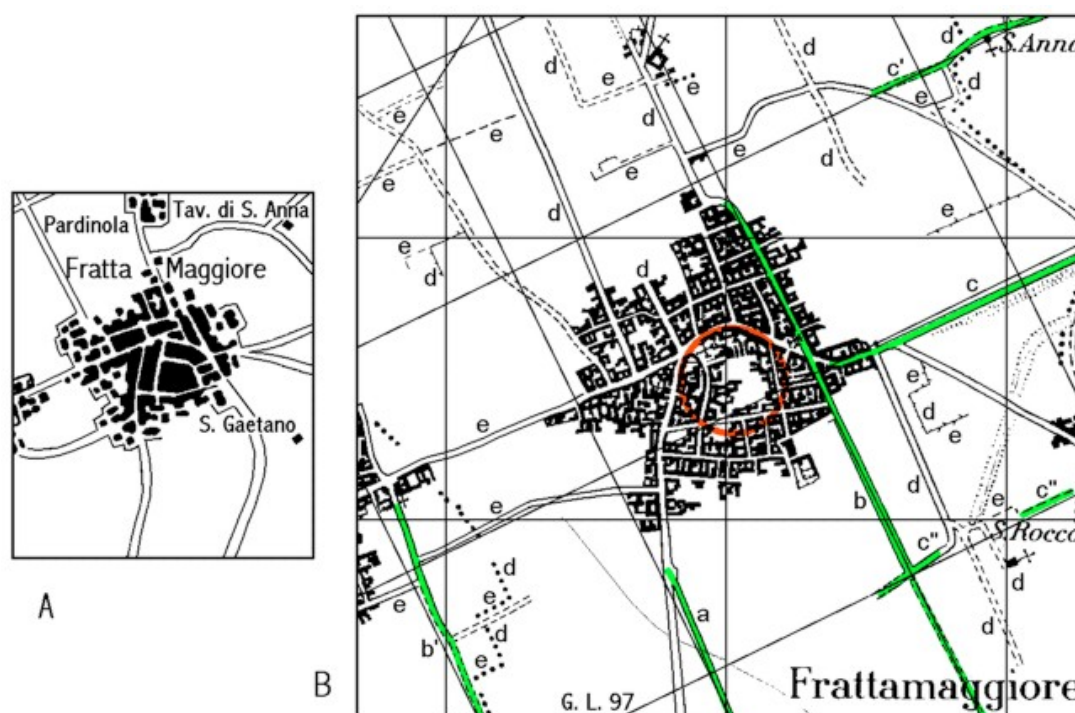 Pardinola
Tav. di S. Anna
Fratta Maggiore
S. Gaetano
A
d
c'
d
S. Anna
d
e
d
e
d
e
d
e
e
e
d
e
d
e
e
d
d
c
e
d
e
e
d
b
e
c"
c"
S. Rocco
d
e
d
e
d
e
b'
a
d
B
G. L. 97
Frattamaggiore